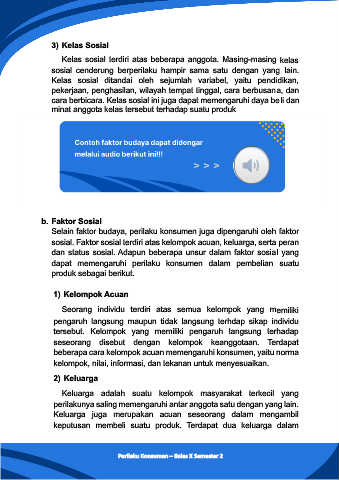 3) Kelas Sosial
Kelas sosial terdiri atas beberapa anggota. Masing-masing kelas
sosial cenderung berperilaku hampir sama satu dengan yang lain.
Kelas sosial ditandai oleh sejumlah variabel, yaitu pendidikan,
pekerjaan, penghasilan, wilayah tempat tinggal, cara berbusana, dan
cara berbicara. Kelas sosial ini juga dapat memengaruhi daya beli dan
minat anggota kelas tersebut terhadap suatu produk
Contoh faktor budaya dapat didengar
melalui audio berikut ini!!!
> > >
b. Faktor Sosial
Selain faktor budaya, perilaku konsumen juga dipengaruhi oleh faktor
sosial. Faktor sosial terdiri atas kelompok acuan, keluarga, serta peran
dan status sosial. Adapun beberapa unsur dalam faktor sosial yang
dapat memengaruhi perilaku konsumen dalam pembelian suatu
produk sebagai berikut.
1) Kelompok Acuan
Seorang individu terdiri atas semua kelompok yang memiliki
pengaruh langsung maupun tidak langsung terhdap sikap individu
tersebut. Kelompok yang memiliki pengaruh langsung terhadap
seseorang disebut dengan kelompok keanggotaan. Terdapat
beberapa cara kelompok acuan memengaruhi konsumen, yaitu norma
kelompok, nilai, informasi, dan tekanan untuk menyesuaikan.
2) Keluarga
Keluarga adalah suatu kelompok masyarakat terkecil yang
perilakunya saling memengaruhi antar anggota satu dengan yang lain.
Keluarga juga merupakan acuan seseorang dalam mengambil
keputusan membeli suatu produk. Terdapat dua keluarga dalam
Perilaku Konsumen – Kelas X Semester 2